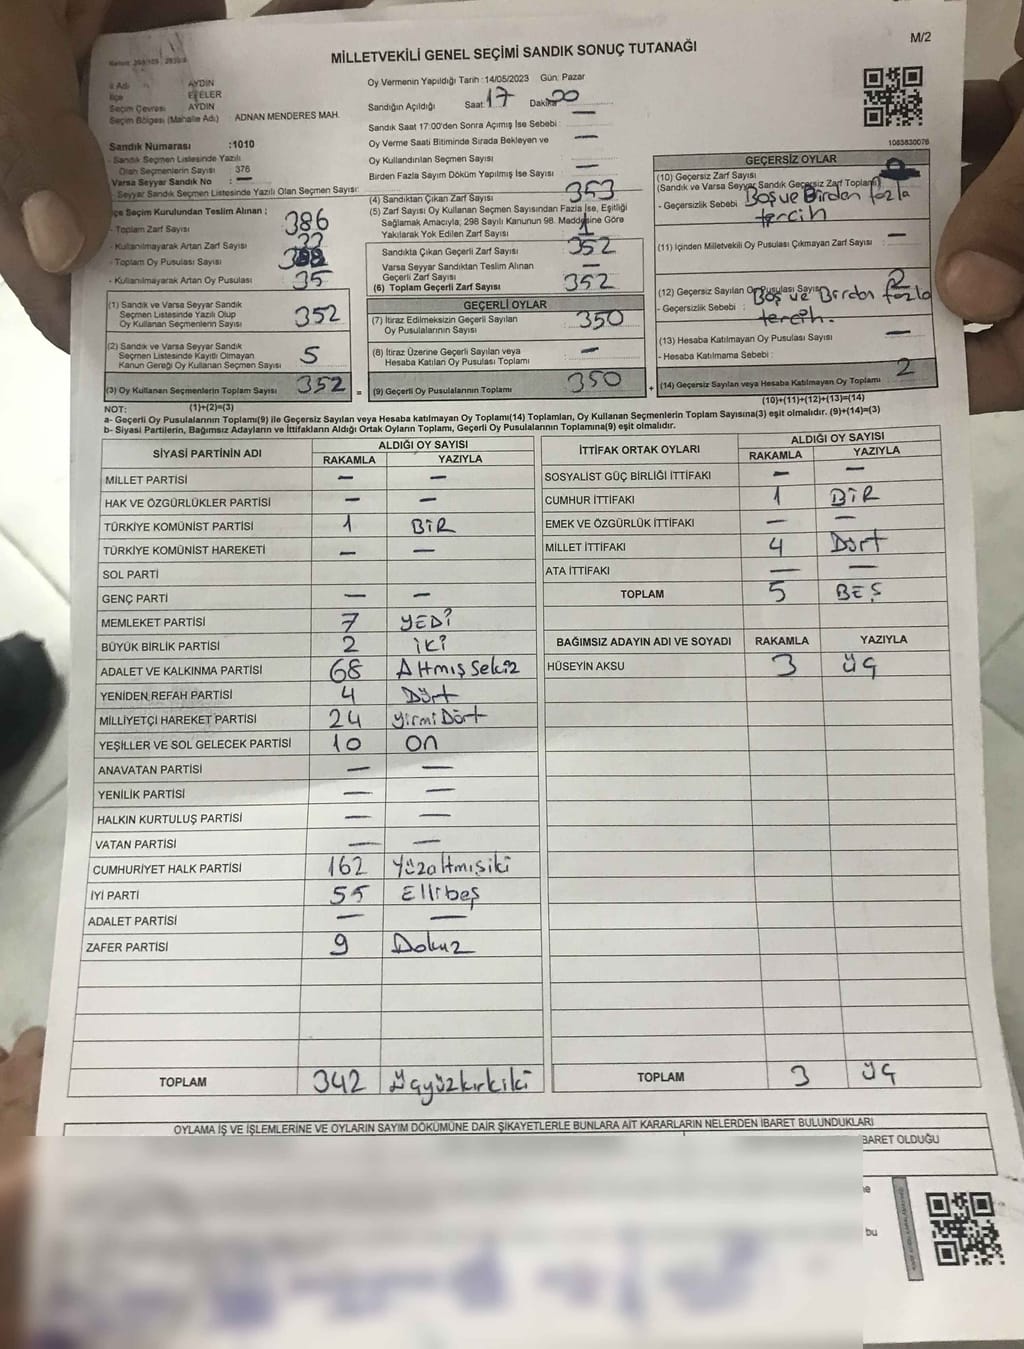 MİLLETVEKİLİ GENEL SEÇİMİ SANDIK SONUÇ TUTANAĞI
M/2
İl Adı AYDIN
İlçe EFELER
Seçim Çevresi AYDIN
Seçim Bölgesi (Mahalle Adı) ADNAN MENDERES MAH.
Sandık Numarası :1010
- Sandık Seçmen Listesinde Yazılı
Olan Seçmenlerin Sayısı 376
Varsa Seyyar Sandık No : —
- Seyyar Sandık Seçmen Listesinde Yazılı Olan Seçmen Sayısı:
Oy Vermenin Yapıldığı Tarih :14/05/2023 Gün: Pazar
Sandığın Açıldığı Saat: 17 Dakika 00
Sandık Saat 17:00'den Sonra Açımış İse Sebebi : —
Oy Verme Saati Bitiminde Sırada Bekleyen ve —
Oy Kullandırılan Seçmen Sayısı
Birden Fazla Sayım Döküm Yapılmış İse Sayısı : —
1083830076
İlçe Seçim Kurulundan Teslim Alınan ;
- Toplam Zarf Sayısı 386
- Kullanılmayarak Artan Zarf Sayısı 33
- Toplam Oy Pusulası Sayısı
- Kullanılmayarak Artan Oy Pusulası 35
(1) Sandık ve Varsa Seyyar Sandık
Seçmen Listesinde Yazılı Olup
Oy Kullanan Seçmenlerin Sayısı 352
(2) Sandık ve Varsa Seyyar Sandık
Seçmen Listesinde Kayıtlı Olmayan
Kanun Gereği Oy Kullanan Seçmen Sayısı 5
(3) Oy Kullanan Seçmenlerin Toplam Sayısı 352 =
(1)+(2)=(3)
(4) Sandıktan Çıkan Zarf Sayısı 353
(5) Zarf Sayısı Oy Kullanan Seçmen Sayısından Fazla İse, Eşitliği
Sağlamak Amacıyla; 298 Sayılı Kanunun 98. Maddesine Göre
Yakılarak Yok Edilen Zarf Sayısı : 1
Sandıkta Çıkan Geçerli Zarf Sayısı 352
Varsa Seyyar Sandıktan Teslim Alınan
Geçerli Zarf Sayısı : —
(6) Toplam Geçerli Zarf Sayısı : 352
GEÇERLİ OYLAR
(7) İtiraz Edilmeksizin Geçerli Sayılan
Oy Pusulalarının Sayısı : 350
(8) İtiraz Üzerine Geçerli Sayılan veya
Hesaba Katılan Oy Pusulası Toplamı : —
(9) Geçerli Oy Pusulalarının Toplamı : 350 +
GEÇERSİZ OYLAR
(10) Geçersiz Zarf Sayısı
(Sandık ve Varsa Seyyar Sandık Geçersiz Zarf Toplamı)
- Geçersizlik Sebebi Boş ve Birden fazla
tercih
(11) İçinden Milletvekili Oy Pusulası Çıkmayan Zarf Sayısı —
(12) Geçersiz Sayılan Oy Pusulası Sayısı 2
- Geçersizlik Sebebi : Boş ve Birden fazla
tercih.
(13) Hesaba Katılmayan Oy Pusulası Sayısı —
- Hesaba Katılmama Sebebi :
(14) Geçersiz Sayılan veya Hesaba Katılmayan Oy Toplamı 2
(10)+(11)+(12)+(13)=(14)
NOT:
a- Geçerli Oy Pusulalarının Toplamı(9) ile Geçersiz Sayılan veya Hesaba katılmayan Oy Toplamı(14) Toplamları, Oy Kullanan Seçmenlerin Toplam Sayısına(3) eşit olmalıdır. (9)+(14)=(3)
b- Siyasi Partilerin, Bağımsız Adayların ve İttifakların Aldığı Ortak Oyların Toplamı, Geçerli Oy Pusulalarının Toplamına(9) eşit olmalıdır.
SİYASİ PARTİNİN ADI ALDIĞI OY SAYISI
RAKAMLA YAZIYLA
MİLLET PARTİSİ — —
HAK VE ÖZGÜRLÜKLER PARTİSİ — —
TÜRKİYE KOMÜNİST PARTİSİ 1 BİR
TÜRKİYE KOMÜNİST HAREKETİ — —
SOL PARTİ
GENÇ PARTİ — —
MEMLEKET PARTİSİ 7 YEDİ
BÜYÜK BİRLİK PARTİSİ 2 İKİ
ADALET VE KALKINMA PARTİSİ 68 Altmış Sekiz
YENİDEN REFAH PARTİSİ 4 Dört
MİLLİYETÇİ HAREKET PARTİSİ 24 Yirmi Dört
YEŞİLLER VE SOL GELECEK PARTİSİ 10 On
ANAVATAN PARTİSİ — —
YENİLİK PARTİSİ — —
HALKIN KURTULUŞ PARTİSİ — —
VATAN PARTİSİ — —
CUMHURİYET HALK PARTİSİ 162 Yüzaltmışiki
İYİ PARTİ 55 Ellibeş
ADALET PARTİSİ — —
ZAFER PARTİSİ 9 Dokuz
TOPLAM 342 Üçyüzkırkiki
İTTİFAK ORTAK OYLARI ALDIĞI OY SAYISI
RAKAMLA YAZIYLA
SOSYALİST GÜÇ BİRLİĞİ İTTİFAKI — —
CUMHUR İTTİFAKI 1 BİR
EMEK VE ÖZGÜRLÜK İTTİFAKI — —
MİLLET İTTİFAKI 4 Dört
ATA İTTİFAKI — —
TOPLAM 5 BEŞ
BAĞIMSIZ ADAYIN ADI VE SOYADI RAKAMLA YAZIYLA
HÜSEYİN AKSU 3 ÜÇ
TOPLAM 3 ÜÇ
OYLAMA İŞ VE İŞLEMLERİNE VE OYLARIN SAYIM DÖKÜMÜNE DAİR ŞİKAYETLERLE BUNLARA AİT KARARLARIN NELERDEN İBARET BULUNDUKLARI
OLDUĞU
bu